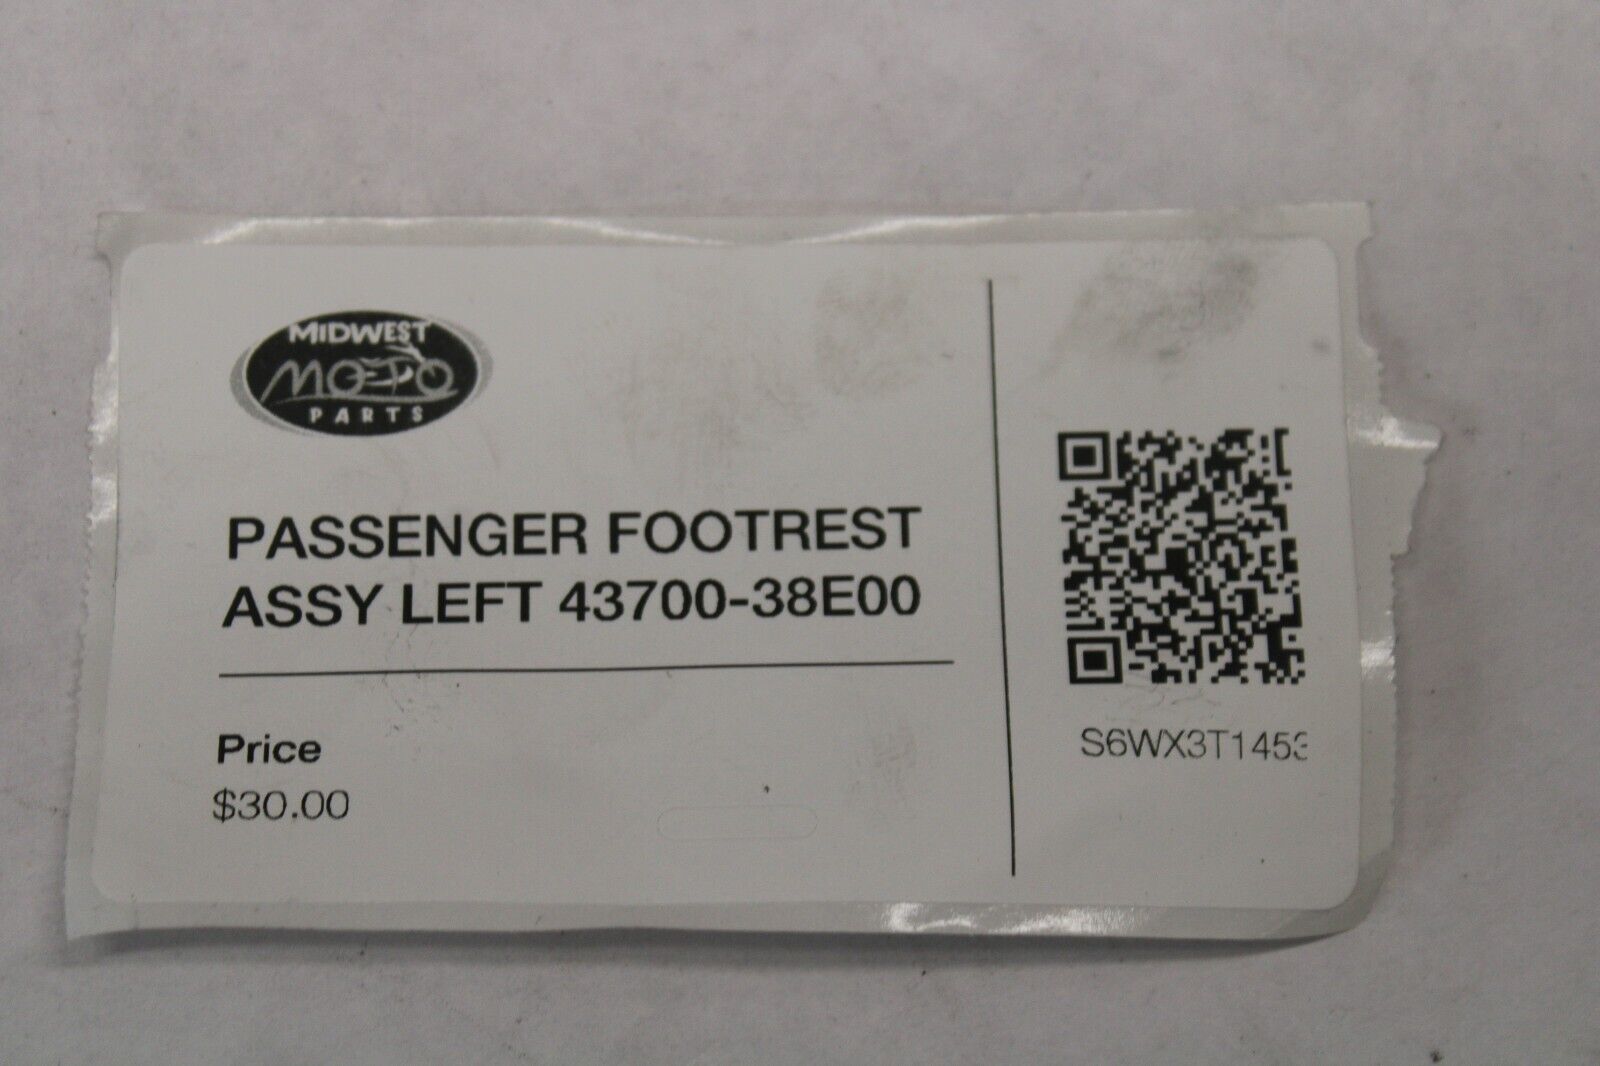 MIDWEST
MOTO
PARTS
PASSENGER FOOTREST
ASSY LEFT 43700-38E00
Price
$30.00
S6WX3T1453